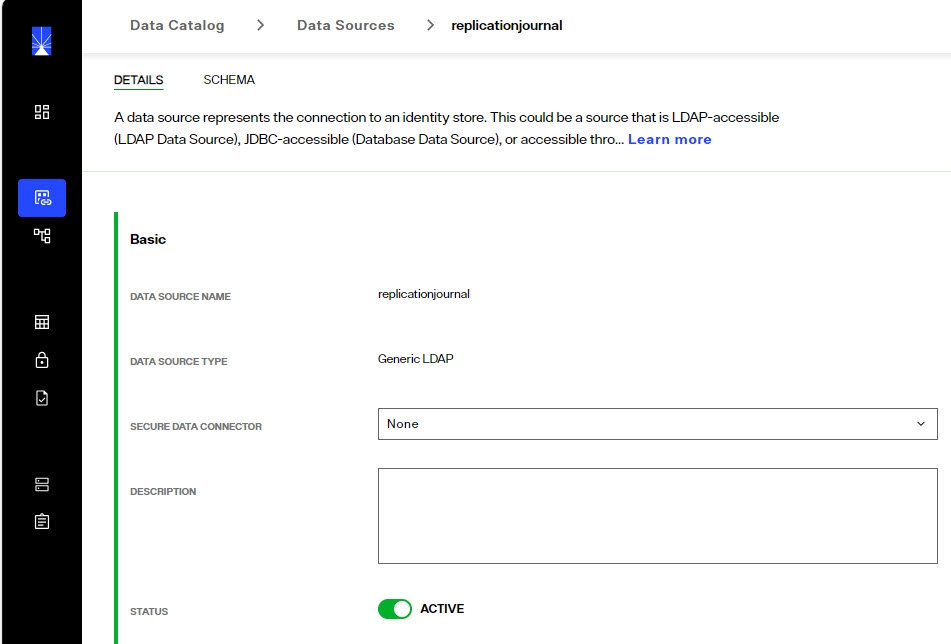 Data Catalog > Data Sources > replicationjournal
DETAILS SCHEMA
A data source represents the connection to an identity store. This could be a source that is LDAP-accessible
(LDAP Data Source), JDBC-accessible (Database Data Source), or accessible thro... Learn more
Basic
DATA SOURCE NAME replicationjournal
DATA SOURCE TYPE Generic LDAP
SECURE DATA CONNECTOR None
DESCRIPTION
STATUS ACTIVE